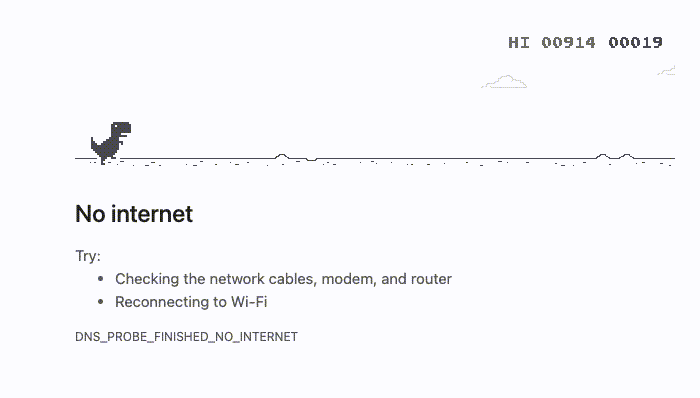 HI 00914 00019
No internet
Try:
• Checking the network cables, modem, and router
• Reconnecting to Wi-Fi
DNS_PROBE_FINISHED_NO_INTERNET